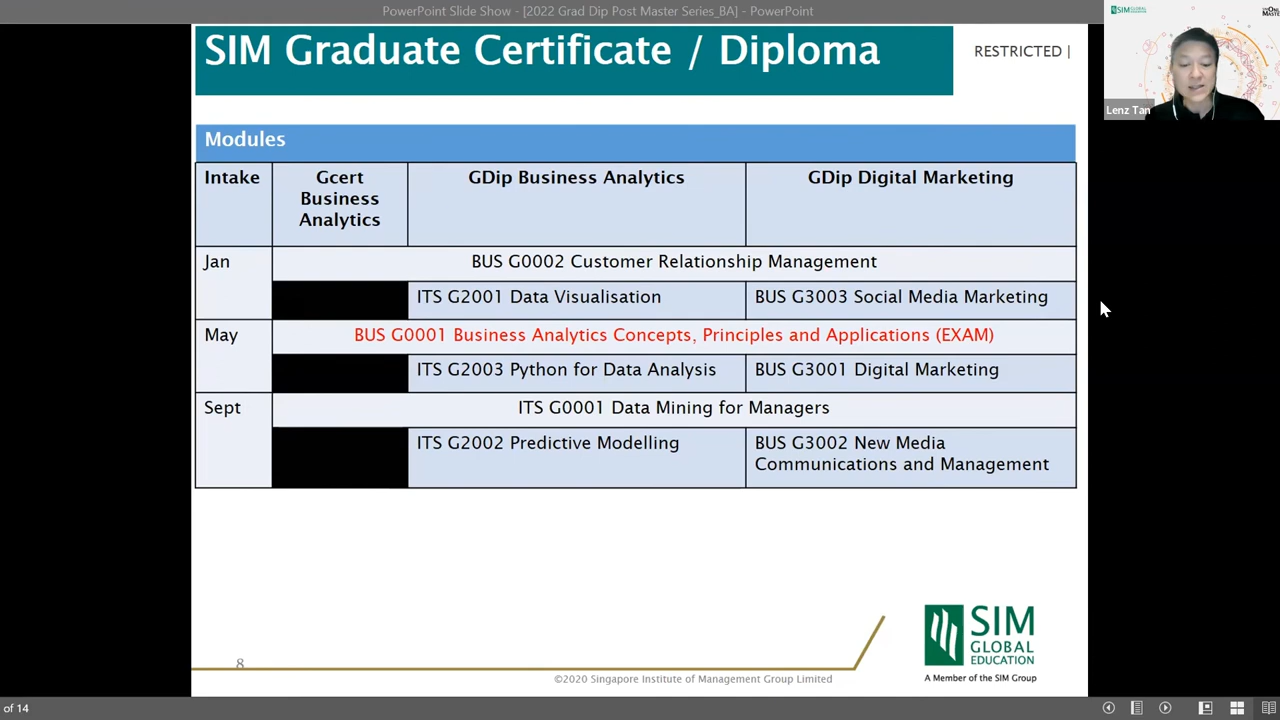 PowerPoint Slide Show - [2022 Grad Dip Post Master Series_BA] - PowerPoint
SIM Graduate Certificate / Diploma
RESTRICTED |
SIM GLOBAL
EDUCATION
Lenz Tan
Modules
Intake
Gcert
Business
Analytics
GDip Business Analytics
GDip Digital Marketing
Jan
BUS G0002 Customer Relationship Management
ITS G2001 Data Visualisation
BUS G3003 Social Media Marketing
May
BUS G0001 Business Analytics Concepts, Principles and Applications (EXAM)
ITS G2003 Python for Data Analysis
BUS G3001 Digital Marketing
Sept
ITS G0001 Data Mining for Managers
ITS G2002 Predictive Modelling
BUS G3002 New Media
Communications and Management
SIM
GLOBAL
EDUCATION
A Member of the SIM Group
8
©2020 Singapore Institute of Management Group Limited
of 14